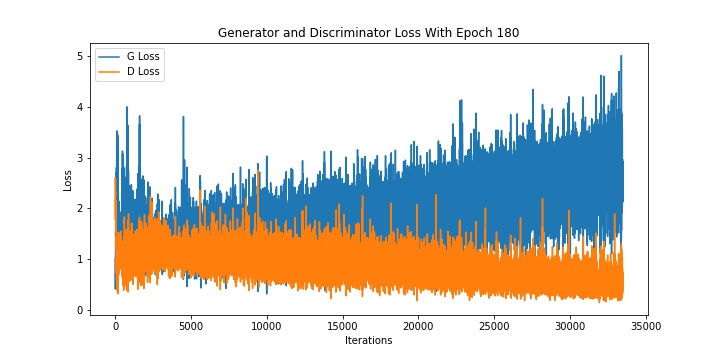 Generator and Discriminator Loss With Epoch 180
G Loss
D Loss
Loss
5
4
3
2
1
0
0 5000 10000 15000 20000 25000 30000 35000
Iterations